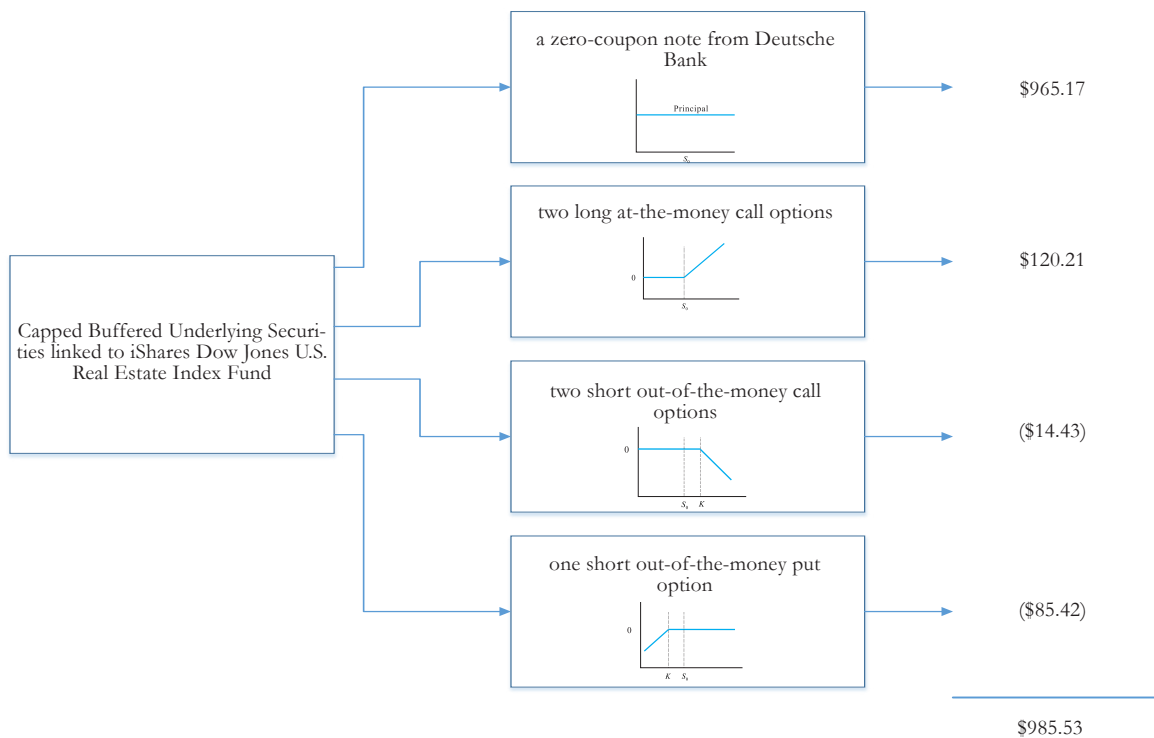 a zero-coupon note from Deutsche
Bank
Principal
S₀
$965.17
two long at-the-money call options
0
S₀
$120.21
Capped Buffered Underlying Securi-
ties linked to iShares Dow Jones U.S.
Real Estate Index Fund
two short out-of-the-money call
options
0
S₀ K
($14.43)
one short out-of-the-money put
option
0
K S₀
($85.42)
$985.53